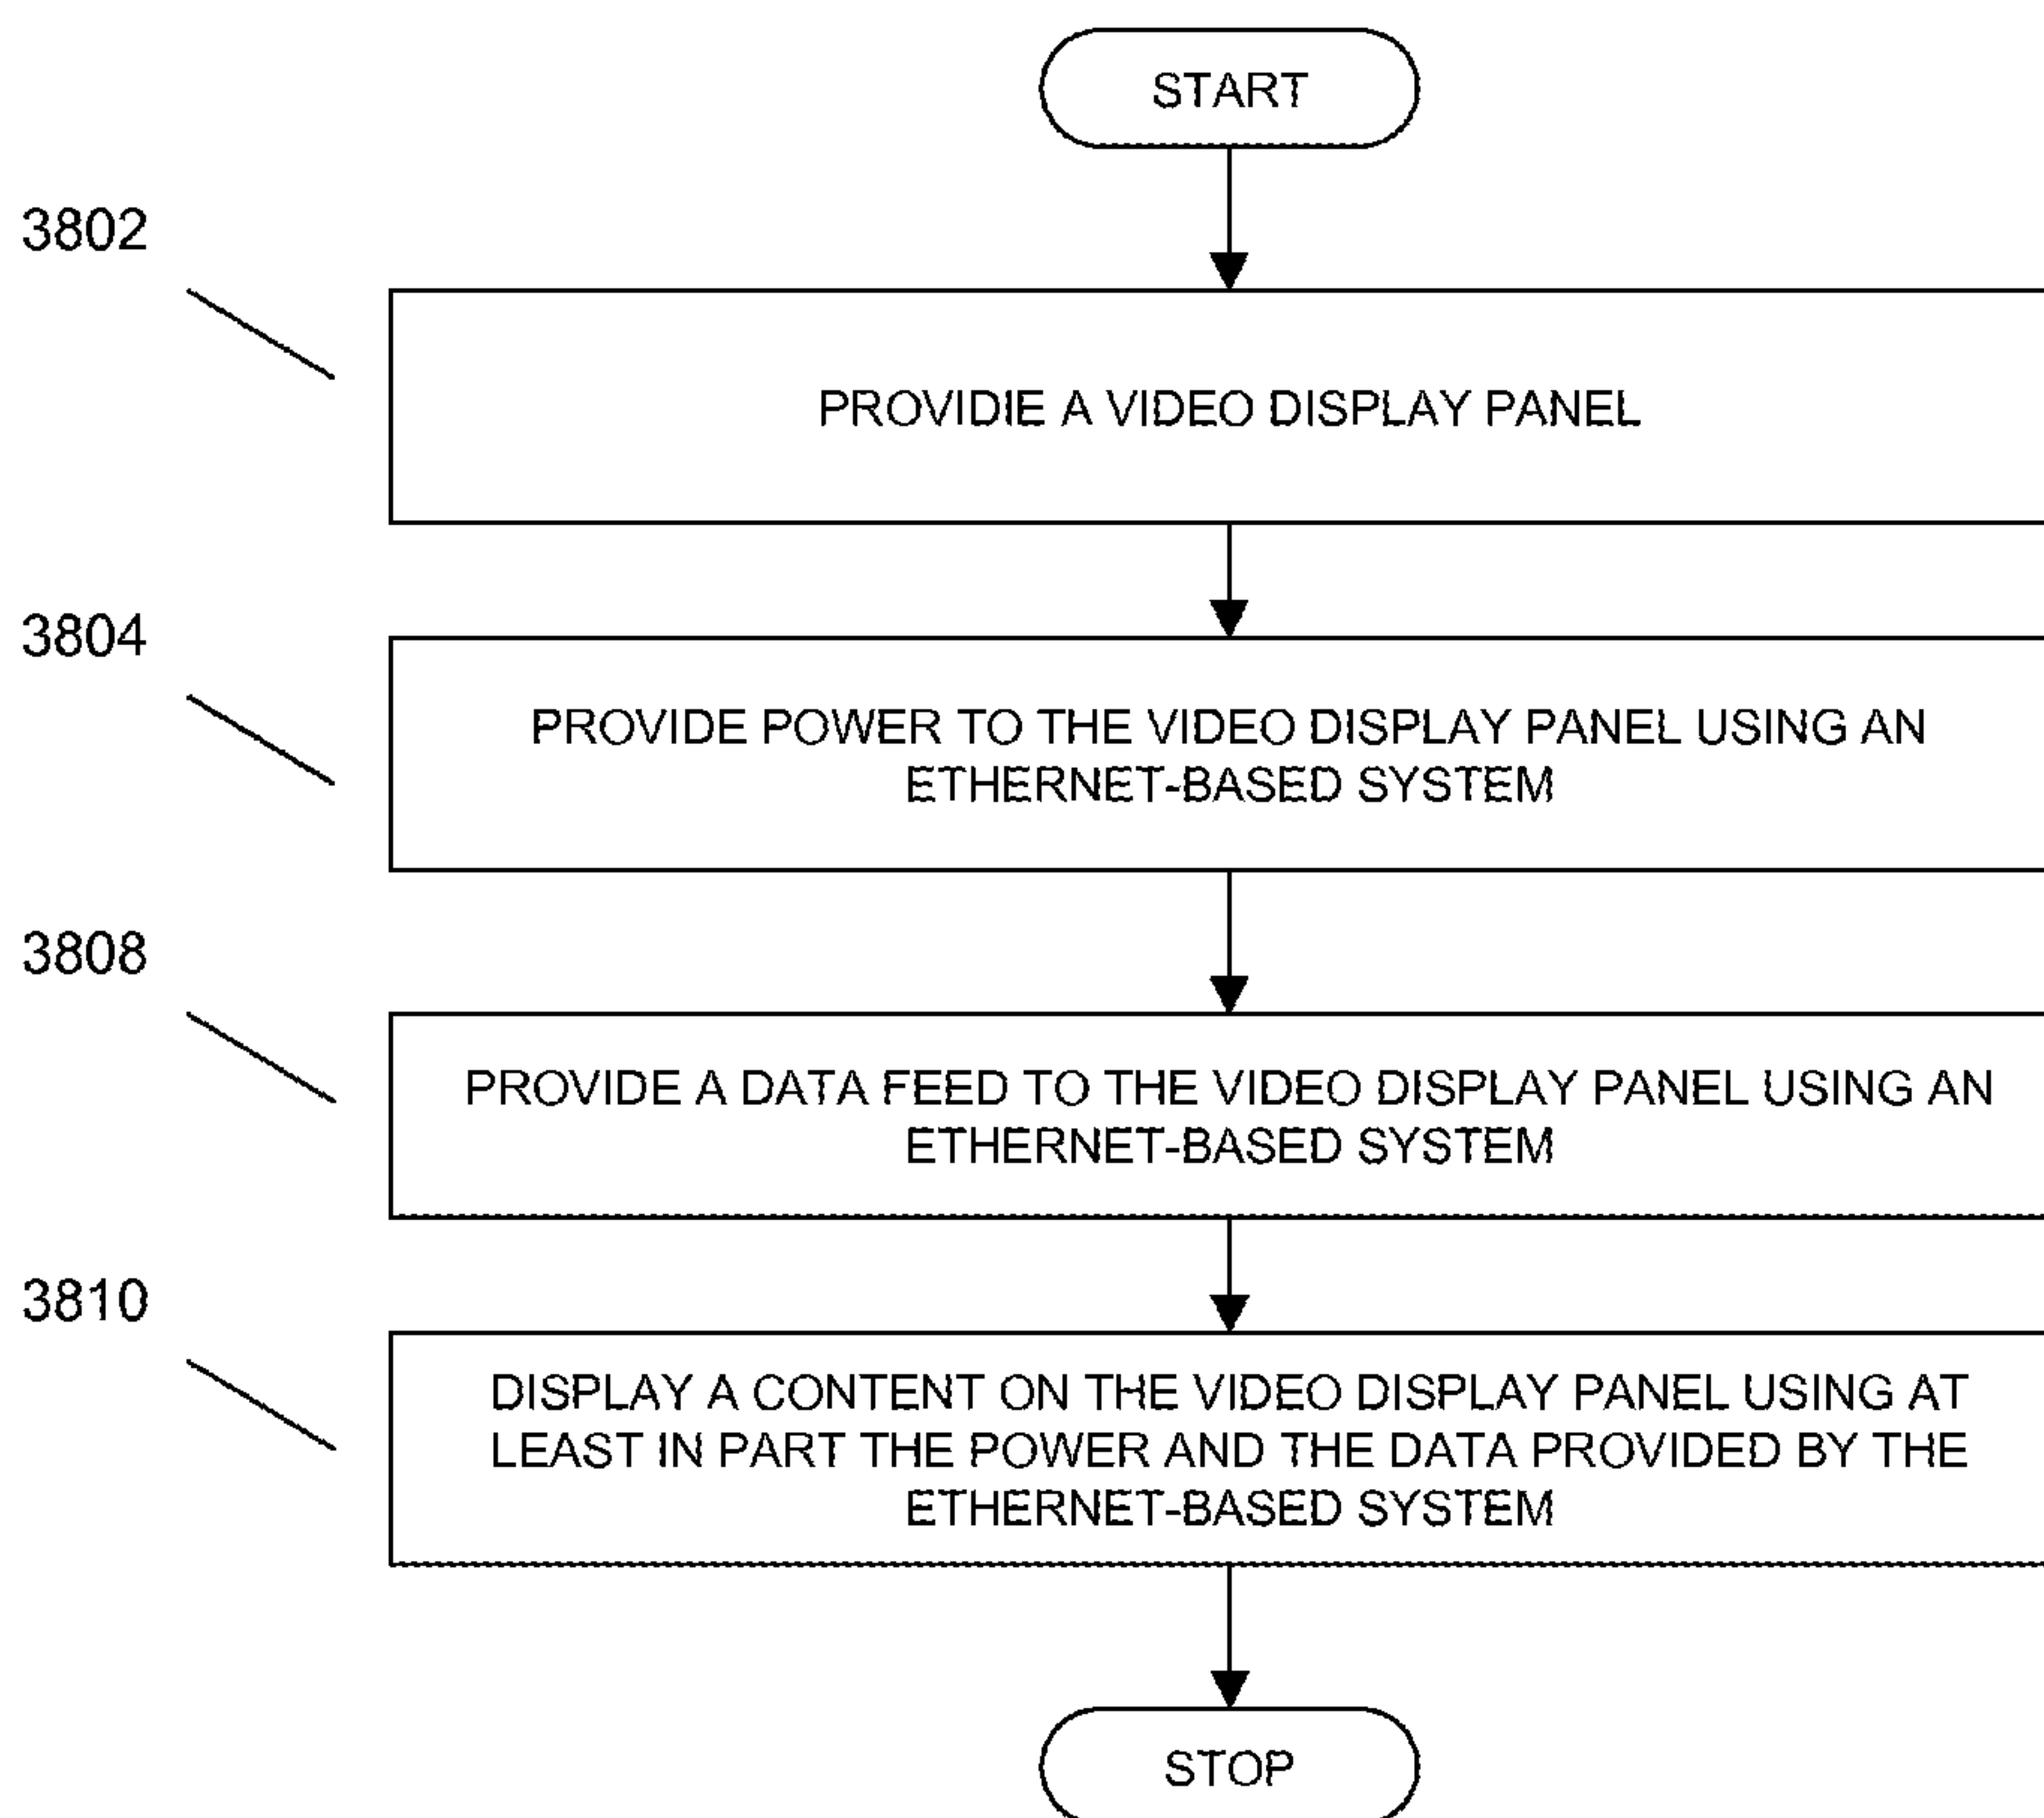 START
3802
PROVIDIE A VIDEO DISPLAY PANEL
3804
PROVIDE POWER TO THE VIDEO DISPLAY PANEL USING AN
ETHERNET-BASED SYSTEM
3808
PROVIDE A DATA FEED TO THE VIDEO DISPLAY PANEL USING AN
ETHERNET-BASED SYSTEM
3810
DISPLAY A CONTENT ON THE VIDEO DISPLAY PANEL USING AT
LEAST IN PART THE POWER AND THE DATA PROVIDED BY THE
ETHERNET-BASED SYSTEM
STOP